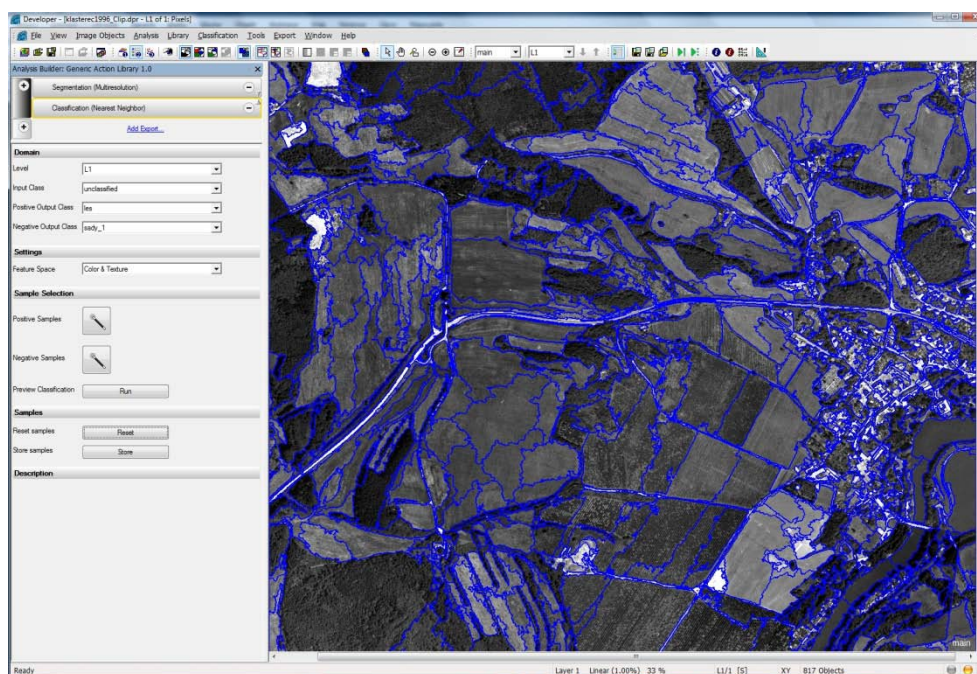 Developer - [klasterec1996_Clip.dpr - L1 of 1: Pixels]
File View Image Objects Analysis Library Classification Tools Export Window Help
main L1
Analysis Builder: Generic Action Library 1.0
Segmentation (Multiresolution)
Classification (Nearest Neighbor)
Add Export...
Domain
Level L1
Input Class unclassified
Positive Output Class les
Negative Output Class sady_1
Settings
Feature Space Color & Texture
Sample Selection
Positive Samples
Negative Samples
Preview Classification Run
Samples
Reset samples Reset
Store samples Store
Description
main
Ready Layer 1 Linear (1.00%) 33 % L1/1 [S] XY 817 Objects